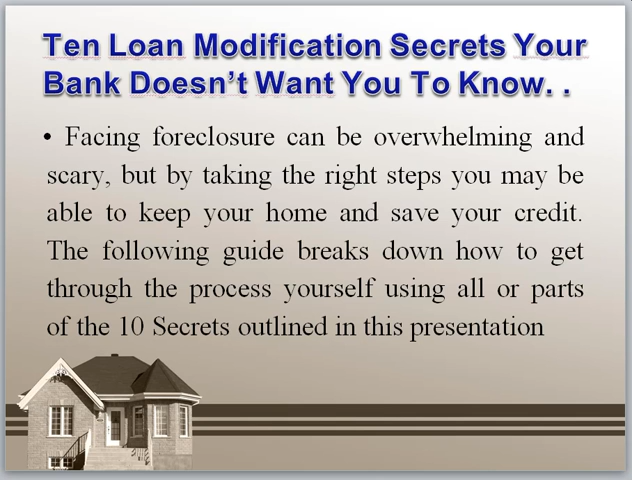 Ten Loan Modification Secrets Your
Bank Doesn't Want You To Know. .
• Facing foreclosure can be overwhelming and
scary, but by taking the right steps you may be
able to keep your home and save your credit.
The following guide breaks down how to get
through the process yourself using all or parts
of the 10 Secrets outlined in this presentation